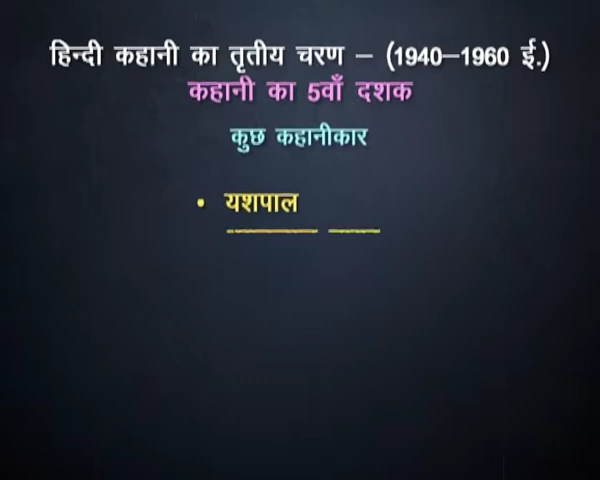 हिन्दी कहानी का तृतीय चरण – (1940–1960 ई.)
कहानी का 5वाँ दशक
कुछ कहानीकार
• यशपाल